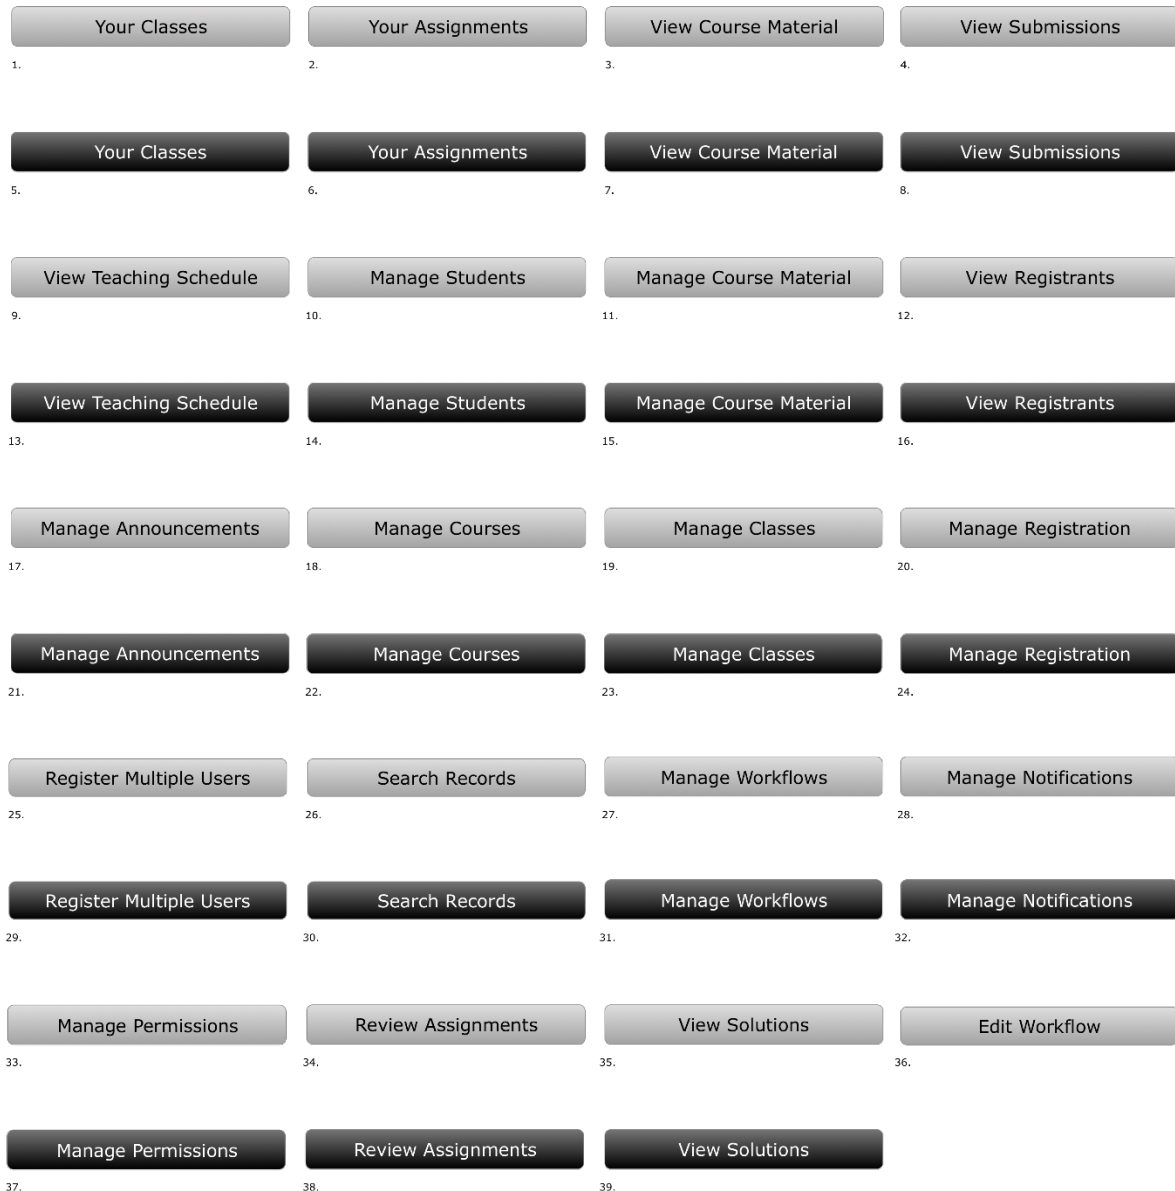 Your Classes Your Assignments View Course Material View Submissions
1. 2. 3. 4.
Your Classes Your Assignments View Course Material View Submissions
5. 6. 7. 8.
View Teaching Schedule Manage Students Manage Course Material View Registrants
9. 10. 11. 12.
View Teaching Schedule Manage Students Manage Course Material View Registrants
13. 14. 15. 16.
Manage Announcements Manage Courses Manage Classes Manage Registration
17. 18. 19. 20.
Manage Announcements Manage Courses Manage Classes Manage Registration
21. 22. 23. 24.
Register Multiple Users Search Records Manage Workflows Manage Notifications
25. 26. 27. 28.
Register Multiple Users Search Records Manage Workflows Manage Notifications
29. 30. 31. 32.
Manage Permissions Review Assignments View Solutions Edit Workflow
33. 34. 35. 36.
Manage Permissions Review Assignments View Solutions
37. 38. 39.